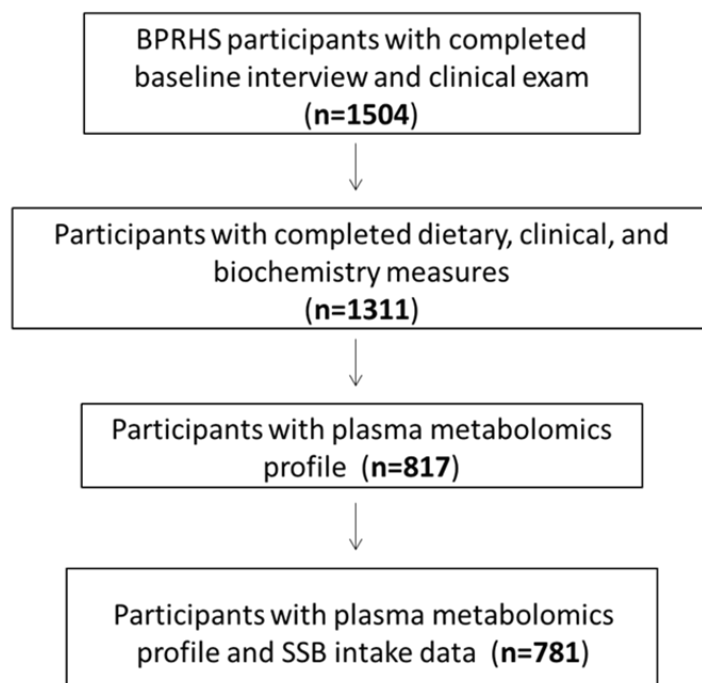 BPRHS participants with completed
baseline interview and clinical exam
(n=1504)
Participants with completed dietary, clinical, and
biochemistry measures
(n=1311)
Participants with plasma metabolomics
profile (n=817)
Participants with plasma metabolomics
profile and SSB intake data (n=781)